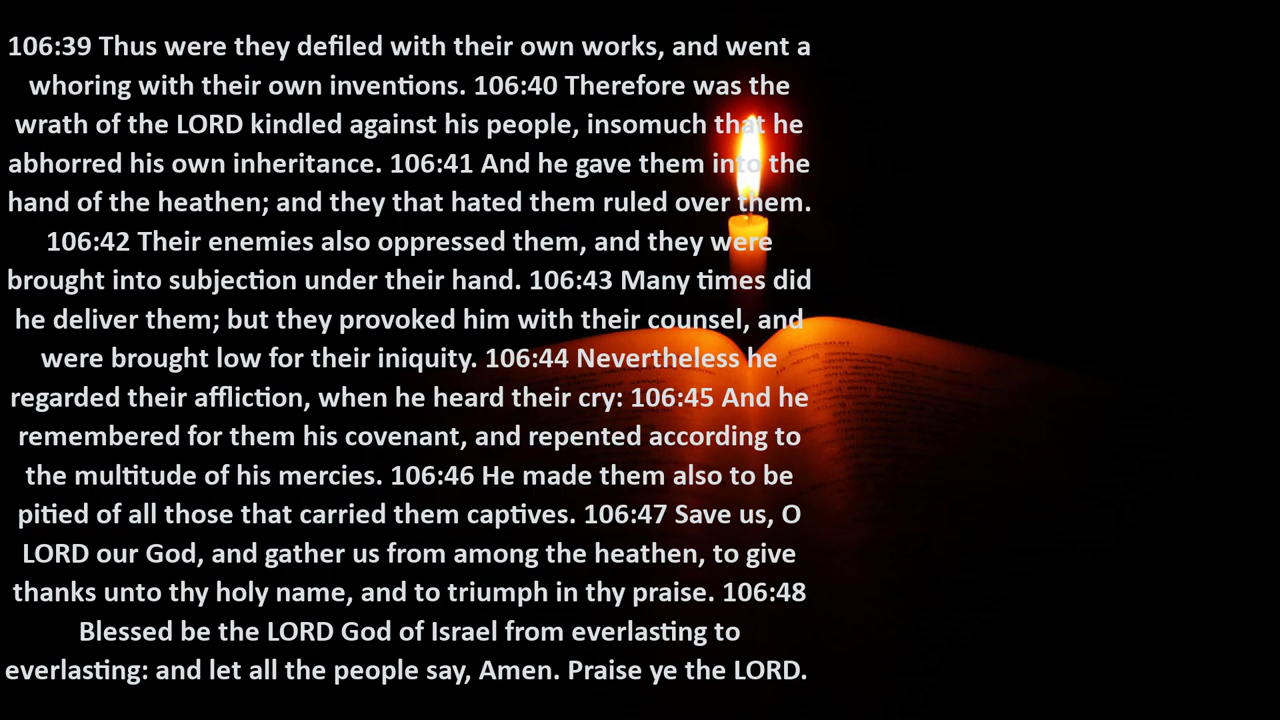 106:39 Thus were they defiled with their own works, and went a
whoring with their own inventions. 106:40 Therefore was the
wrath of the LORD kindled against his people, insomuch that he
abhorred his own inheritance. 106:41 And he gave them into the
hand of the heathen; and they that hated them ruled over them.
106:42 Their enemies also oppressed them, and they were
brought into subjection under their hand. 106:43 Many times did
he deliver them; but they provoked him with their counsel, and
were brought low for their iniquity. 106:44 Nevertheless he
regarded their affliction, when he heard their cry: 106:45 And he
remembered for them his covenant, and repented according to
the multitude of his mercies. 106:46 He made them also to be
pitied of all those that carried them captives. 106:47 Save us, O
LORD our God, and gather us from among the heathen, to give
thanks unto thy holy name, and to triumph in thy praise. 106:48
Blessed be the LORD God of Israel from everlasting to
everlasting: and let all the people say, Amen. Praise ye the LORD.